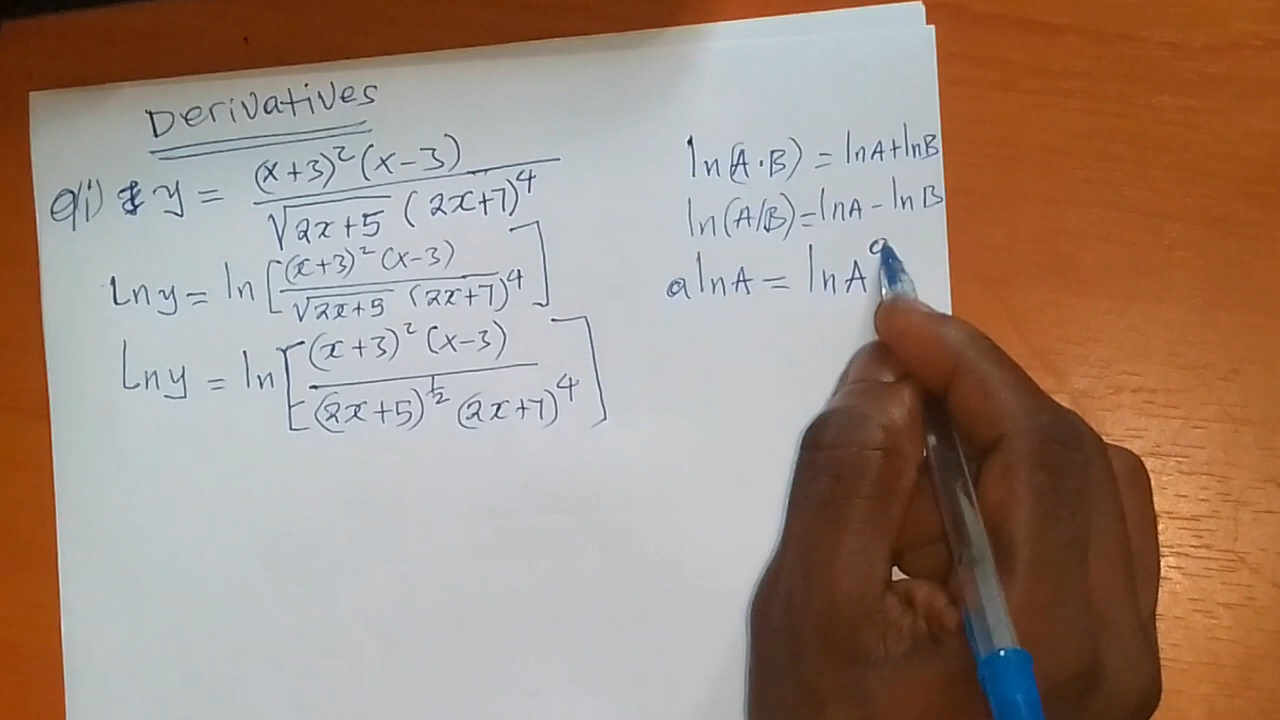 Derivatives
Q1) y = (x+3)²(x-3) / √2x+5 (2x+7)⁴
Lny = ln[(x+3)²(x-3) / √2x+5 (2x+7)⁴]
Lny = ln[(x+3)²(x-3) / (2x+5)^½ (2x+7)⁴]
ln(A·B) = lnA+lnB
ln(A/B)=lnA - lnB
alnA = lnA^a